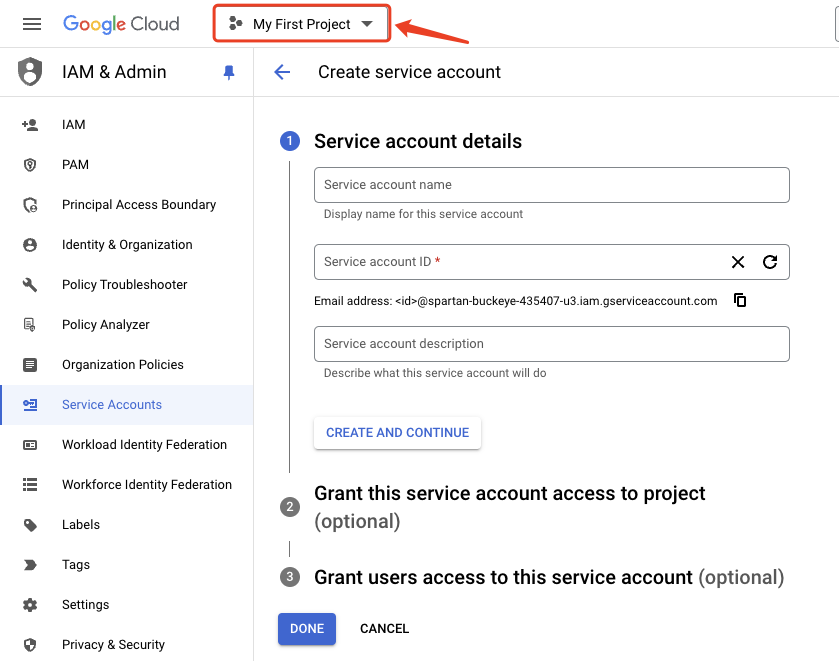 Google Cloud
My First Project
IAM & Admin
Create service account
IAM
PAM
Principal Access Boundary
Identity & Organization
Policy Troubleshooter
Policy Analyzer
Organization Policies
Service Accounts
Workload Identity Federation
Workforce Identity Federation
Labels
Tags
Settings
Privacy & Security
1
Service account details
Service account name
Display name for this service account
Service account ID *
Email address: <id>@spartan-buckeye-435407-u3.iam.gserviceaccount.com
Service account description
Describe what this service account will do
CREATE AND CONTINUE
2
Grant this service account access to project
(optional)
3
Grant users access to this service account (optional)
DONE
CANCEL